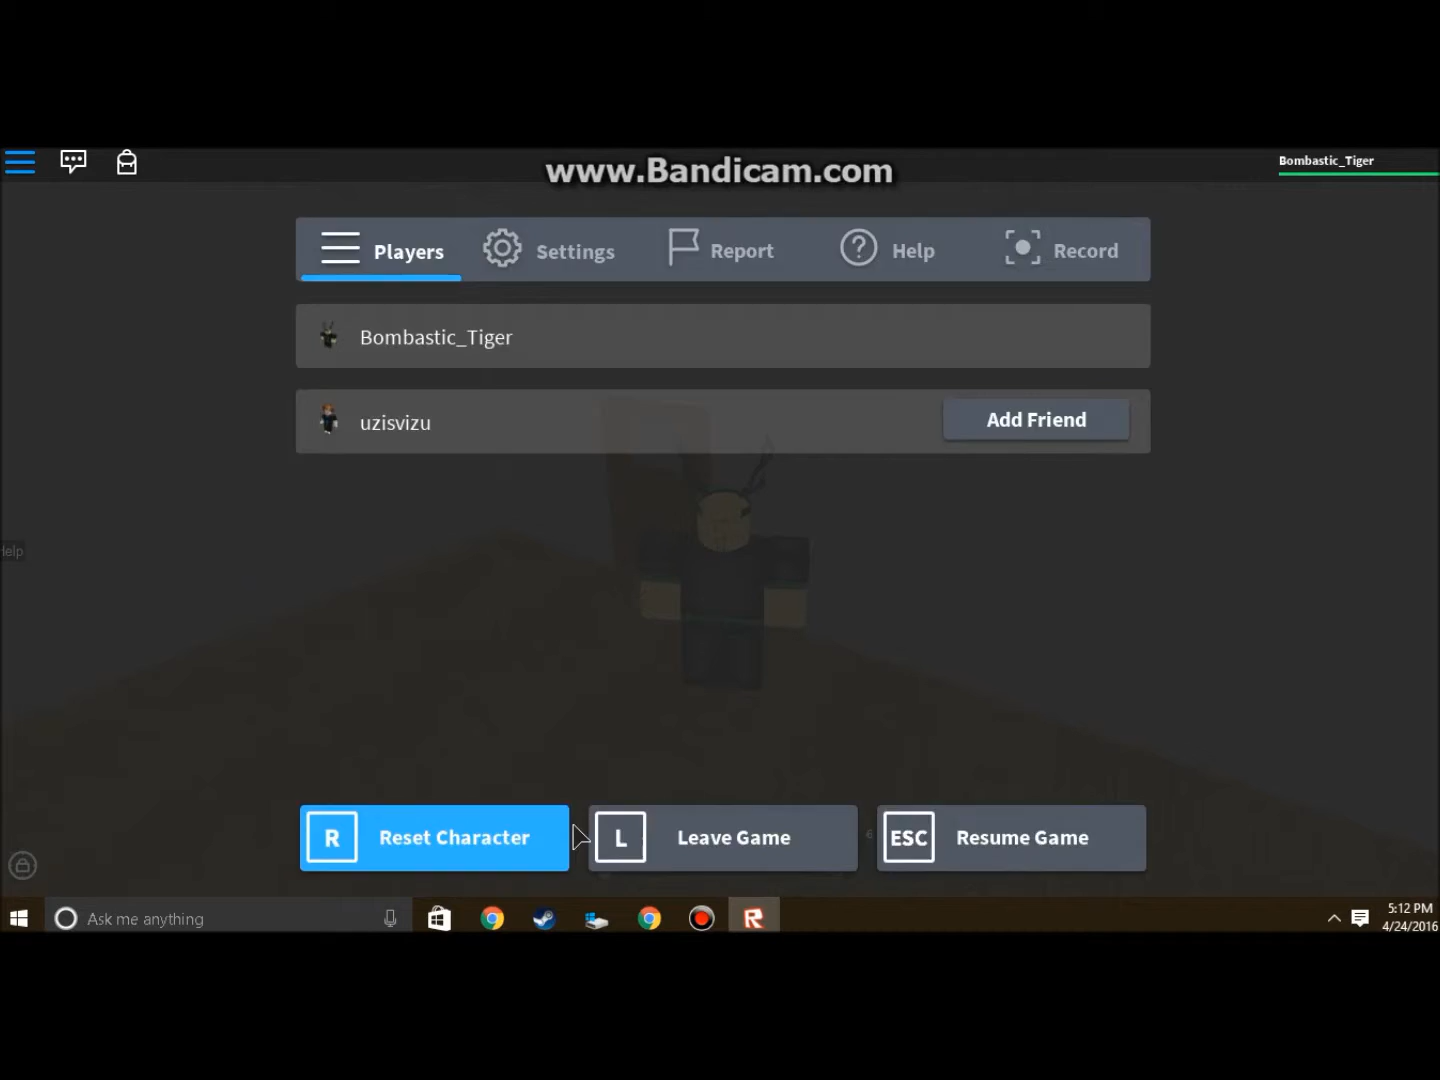 www.Bandicam.com
Bombastic_Tiger
Players
Settings
Report
Help
Record
Bombastic_Tiger
uzisvizu
Add Friend
Help
R Reset Character
L Leave Game
ESC Resume Game
Ask me anything
5:12 PM
4/24/2016